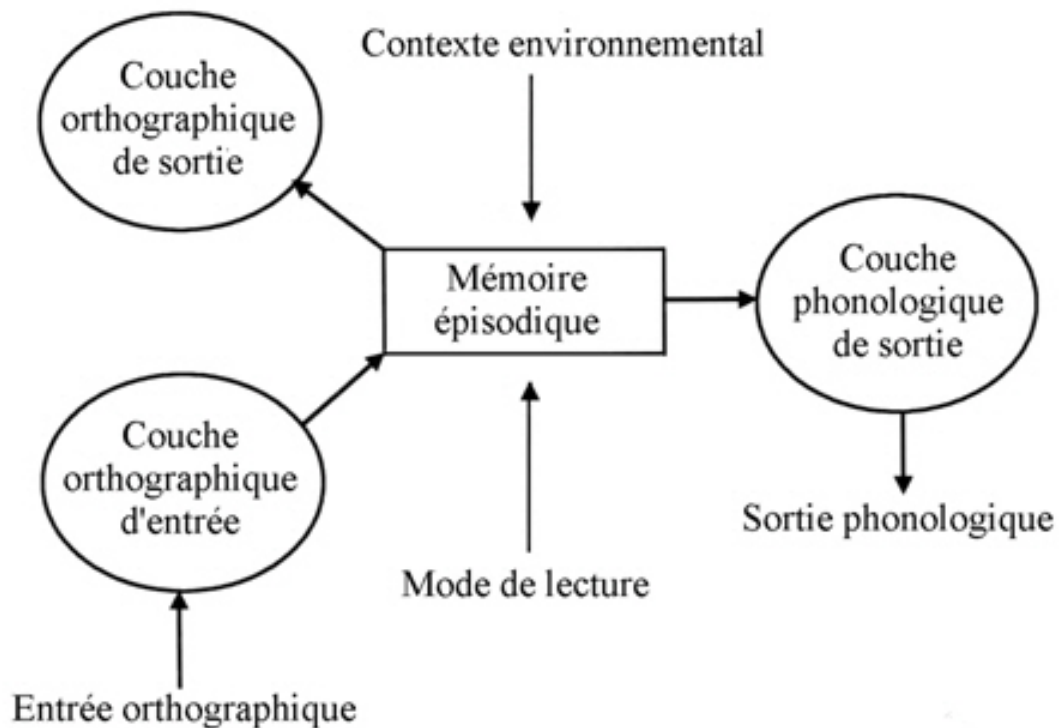 Couche
orthographique
de sortie
Contexte environnemental
Mémoire
épisodique
Couche
phonologique
de sortie
Couche
orthographique
d'entrée
Sortie phonologique
Mode de lecture
Entrée orthographique